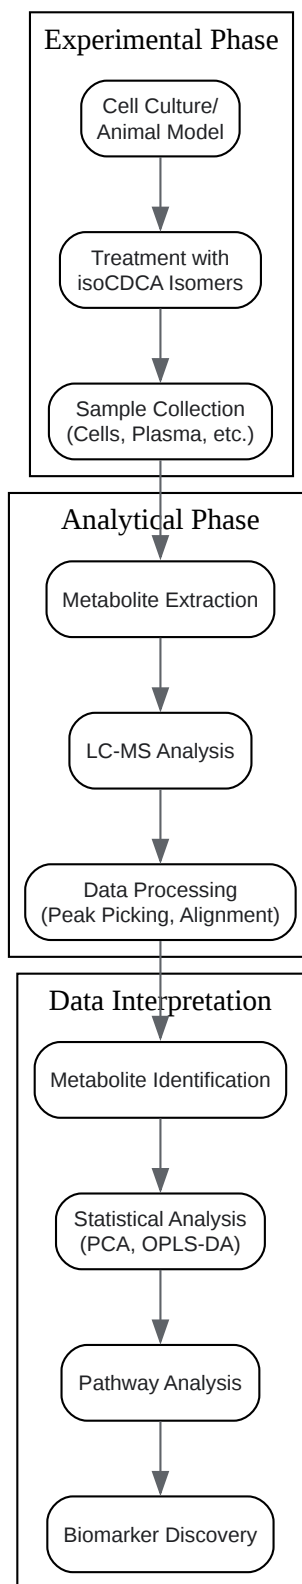 Experimental Phase
Cell Culture/
Animal Model
Treatment with
isoCDCA Isomers
Sample Collection
(Cells, Plasma, etc.)
Analytical Phase
Metabolite Extraction
LC-MS Analysis
Data Processing
(Peak Picking, Alignment)
Data Interpretation
Metabolite Identification
Statistical Analysis
(PCA, OPLS-DA)
Pathway Analysis
Biomarker Discovery